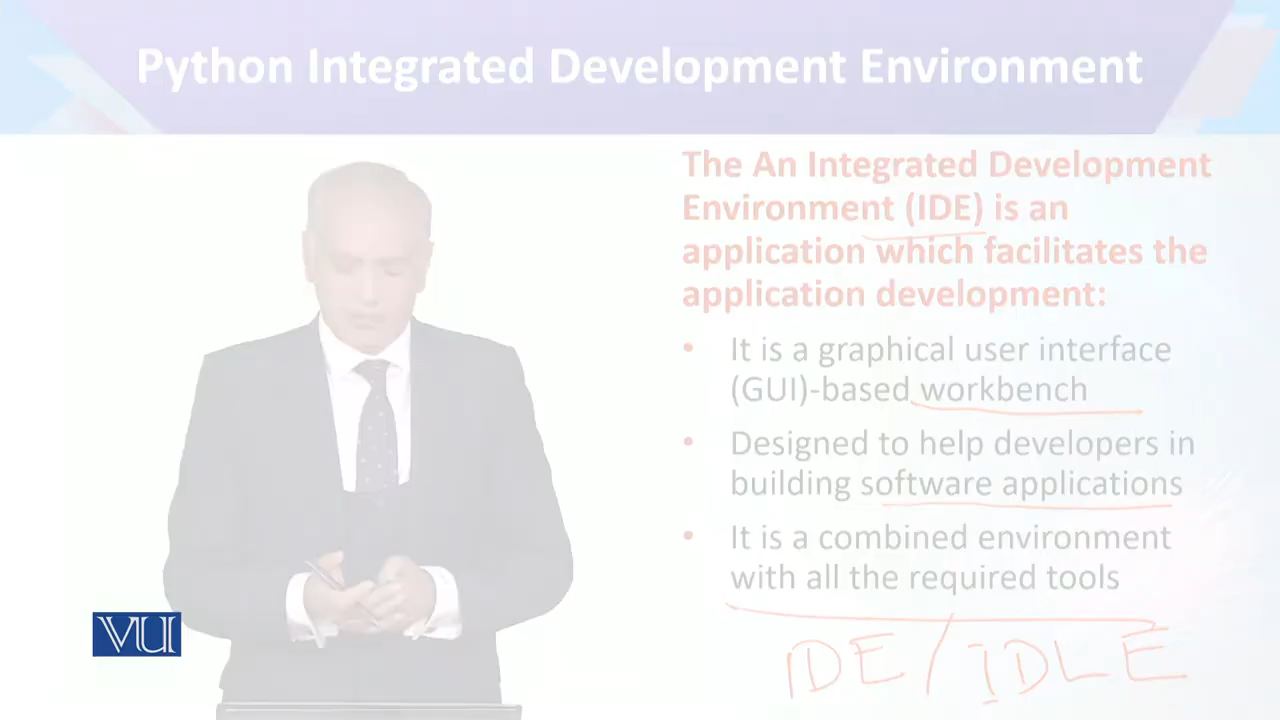 Python Integrated Development Environment
The An Integrated Development
Environment (IDE) is an
application which facilitates the
application development:
• It is a graphical user interface
(GUI)-based workbench
• Designed to help developers in
building software applications
• It is a combined environment
with all the required tools
IDE/IDLE
VU